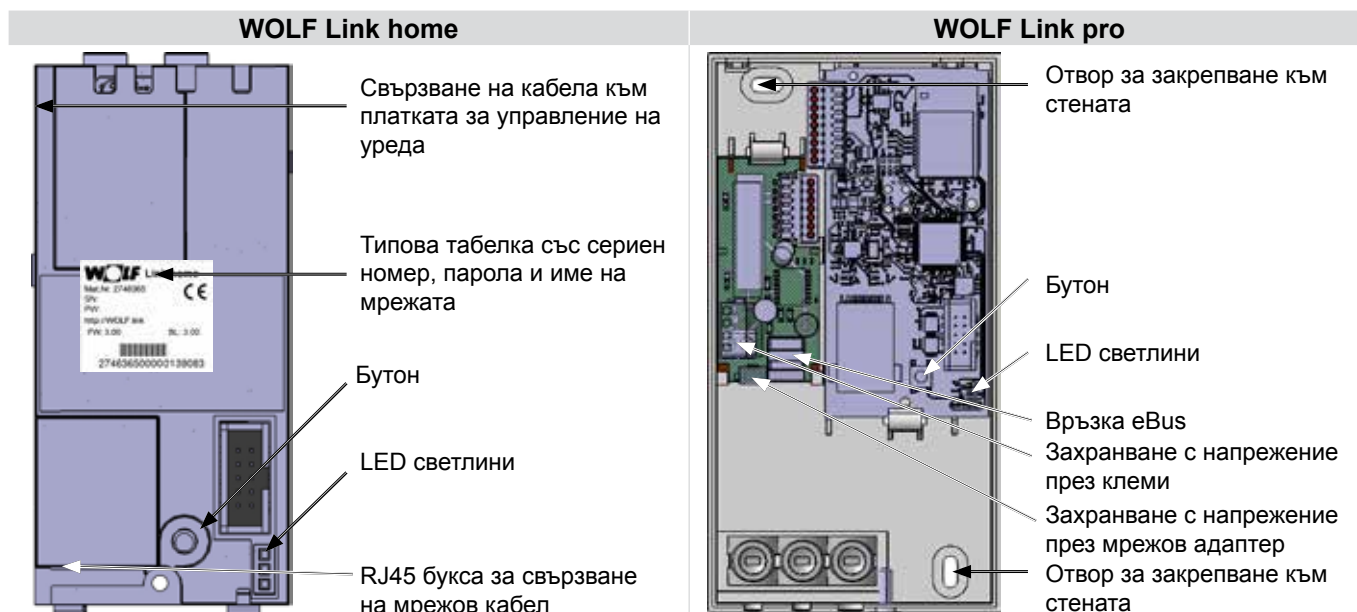 WOLF Link home
WOLF Link pro
Свързване на кабела към
платката за управление на
уреда
Типова табелка със сериен
номер, парола и име на
мрежата
WOLF
Mat.Nr. 2746365
SN:
PW:
http://WOLF.link
FW: 3.00 BL: 3.00
Бутон
LED светлини
RJ45 букса за свързване
на мрежов кабел
Отвор за закрепване към
стената
Бутон
LED светлини
Връзка eBus
Захранване с напрежение
през клеми
Захранване с напрежение
през мрежов адаптер
Отвор за закрепване към
стената